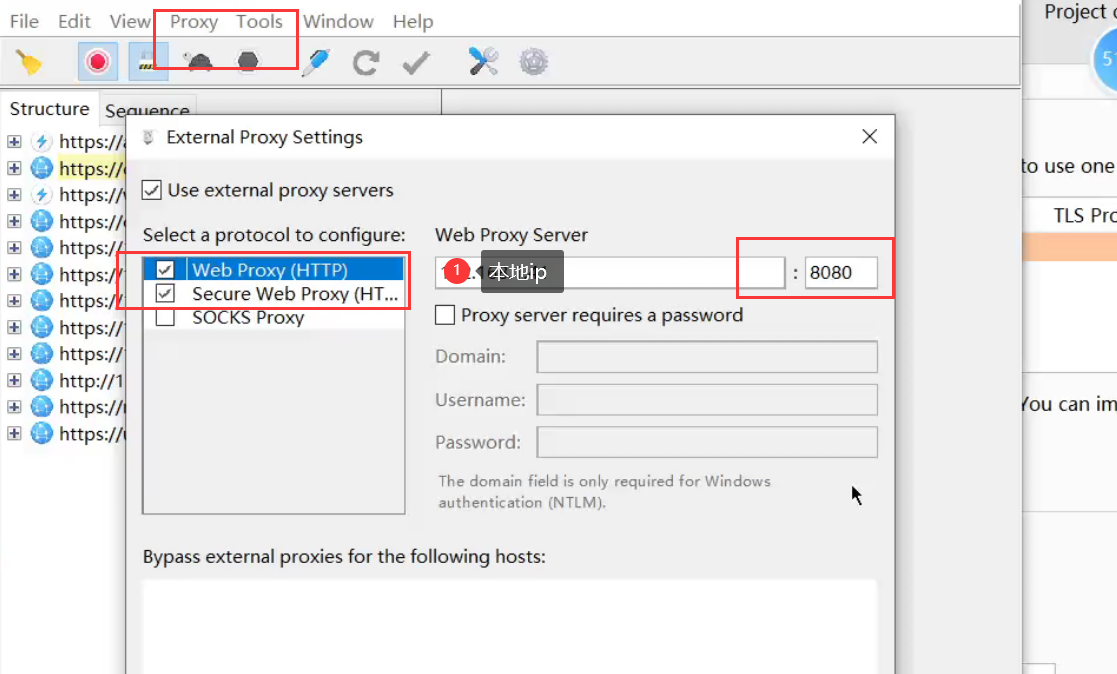 File Edit View Proxy Tools Window Help
Project
Structure Sequence
External Proxy Settings
https://
https://
https://
https://
https://
https://
https://
https://
https://
http://1
https://
https://
Use external proxy servers
Select a protocol to configure:
Web Proxy (HTTP)
Secure Web Proxy (HT...
SOCKS Proxy
Web Proxy Server
1 本地ip : 8080
Proxy server requires a password
Domain:
Username:
Password:
The domain field is only required for Windows
authentication (NTLM).
Bypass external proxies for the following hosts:
to use one
TLS Pro
You can im